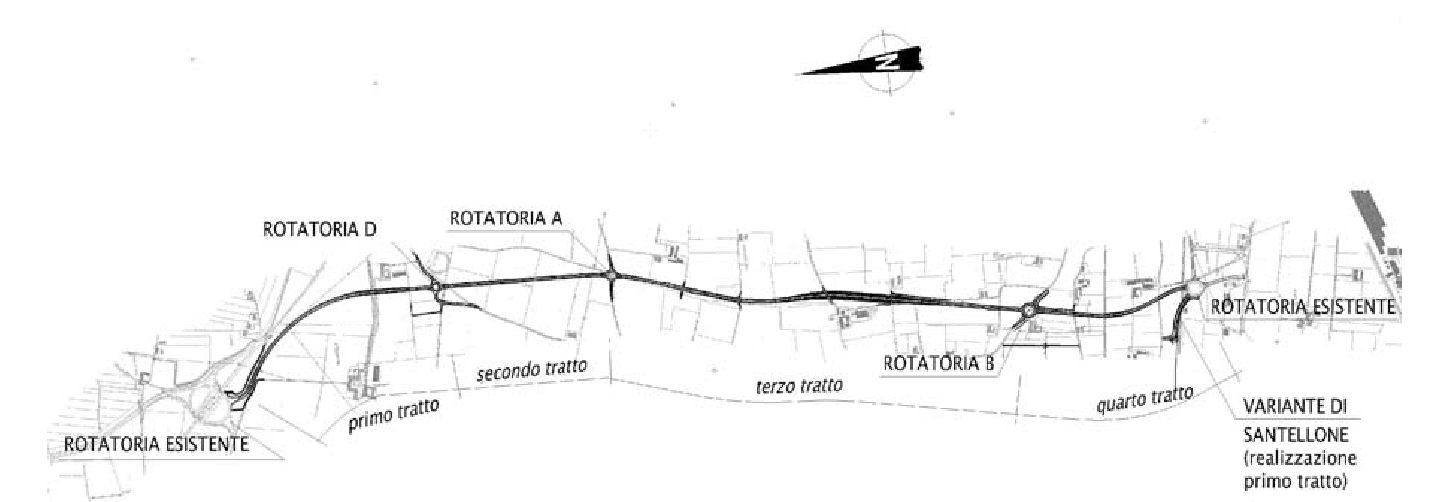 N
ROTATORIA A
ROTATORIA D
ROTATORIA ESISTENTE
ROTATORIA B
secondo tratto
terzo tratto
quarto tratto
primo tratto
ROTATORIA ESISTENTE
VARIANTE DI
SANTELLONE
(realizzazione
primo tratto)